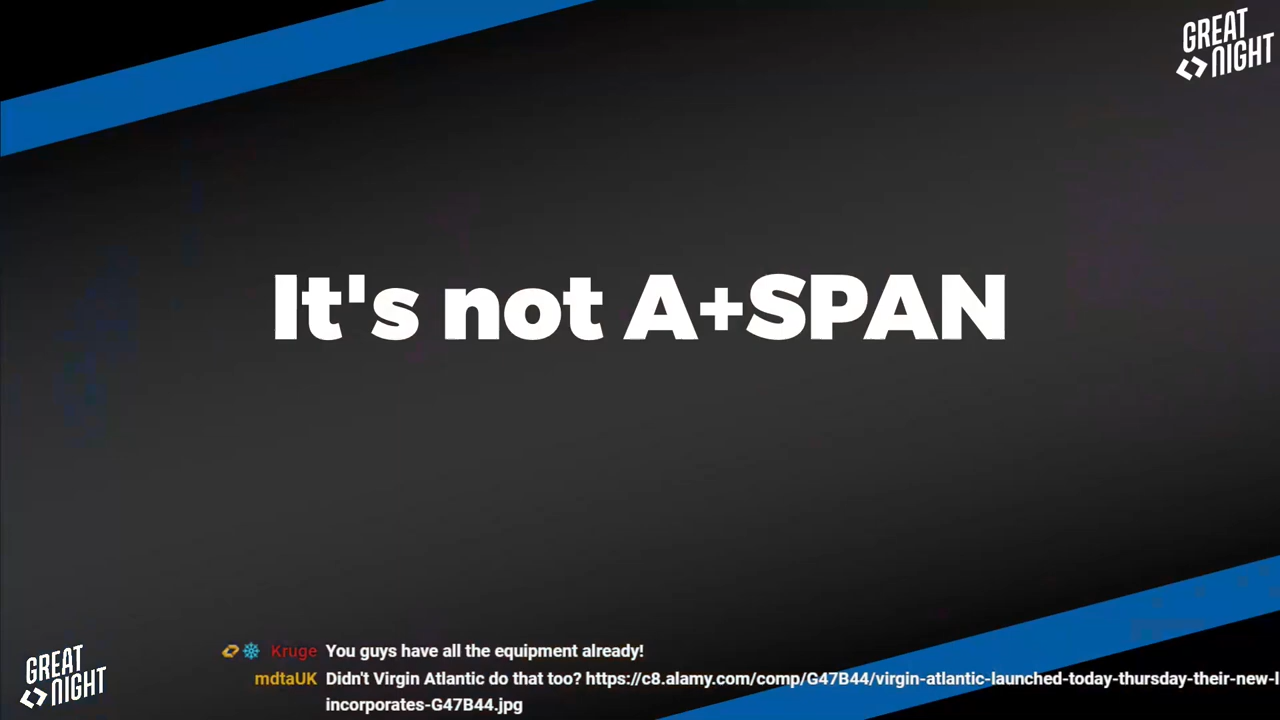 GREAT
NIGHT
It's not A+SPAN
Kruge You guys have all the equipment already!
mdtaUK Didn't Virgin Atlantic do that too? https://c8.alamy.com/comp/G47B44/virgin-atlantic-launched-today-thursday-their-new-l
incorporates-G47B44.jpg
GREAT
NIGHT